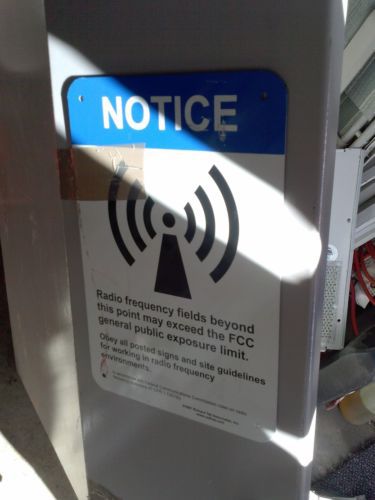 NOTICE
Radio frequency fields beyond
this point may exceed the FCC
general public exposure limit.
Obey all posted signs and site guidelines
for working in radio frequency
environments.